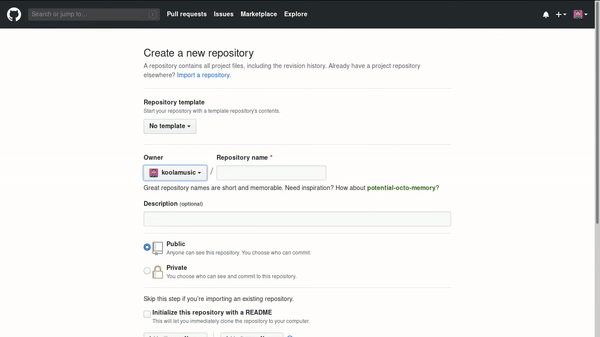 Search or jump to...
Pull requests Issues Marketplace Explore
Create a new repository
A repository contains all project files, including the revision history. Already have a project repository
elsewhere? Import a repository.
Repository template
Start your repository with a template repository's contents.
No template
Owner Repository name *
koolamusic /
Great repository names are short and memorable. Need inspiration? How about potential-octo-memory?
Description (optional)
Public
Anyone can see this repository. You choose who can commit.
Private
You choose who can see and commit to this repository.
Skip this step if you're importing an existing repository.
Initialize this repository with a README
This will let you immediately clone the repository to your computer.